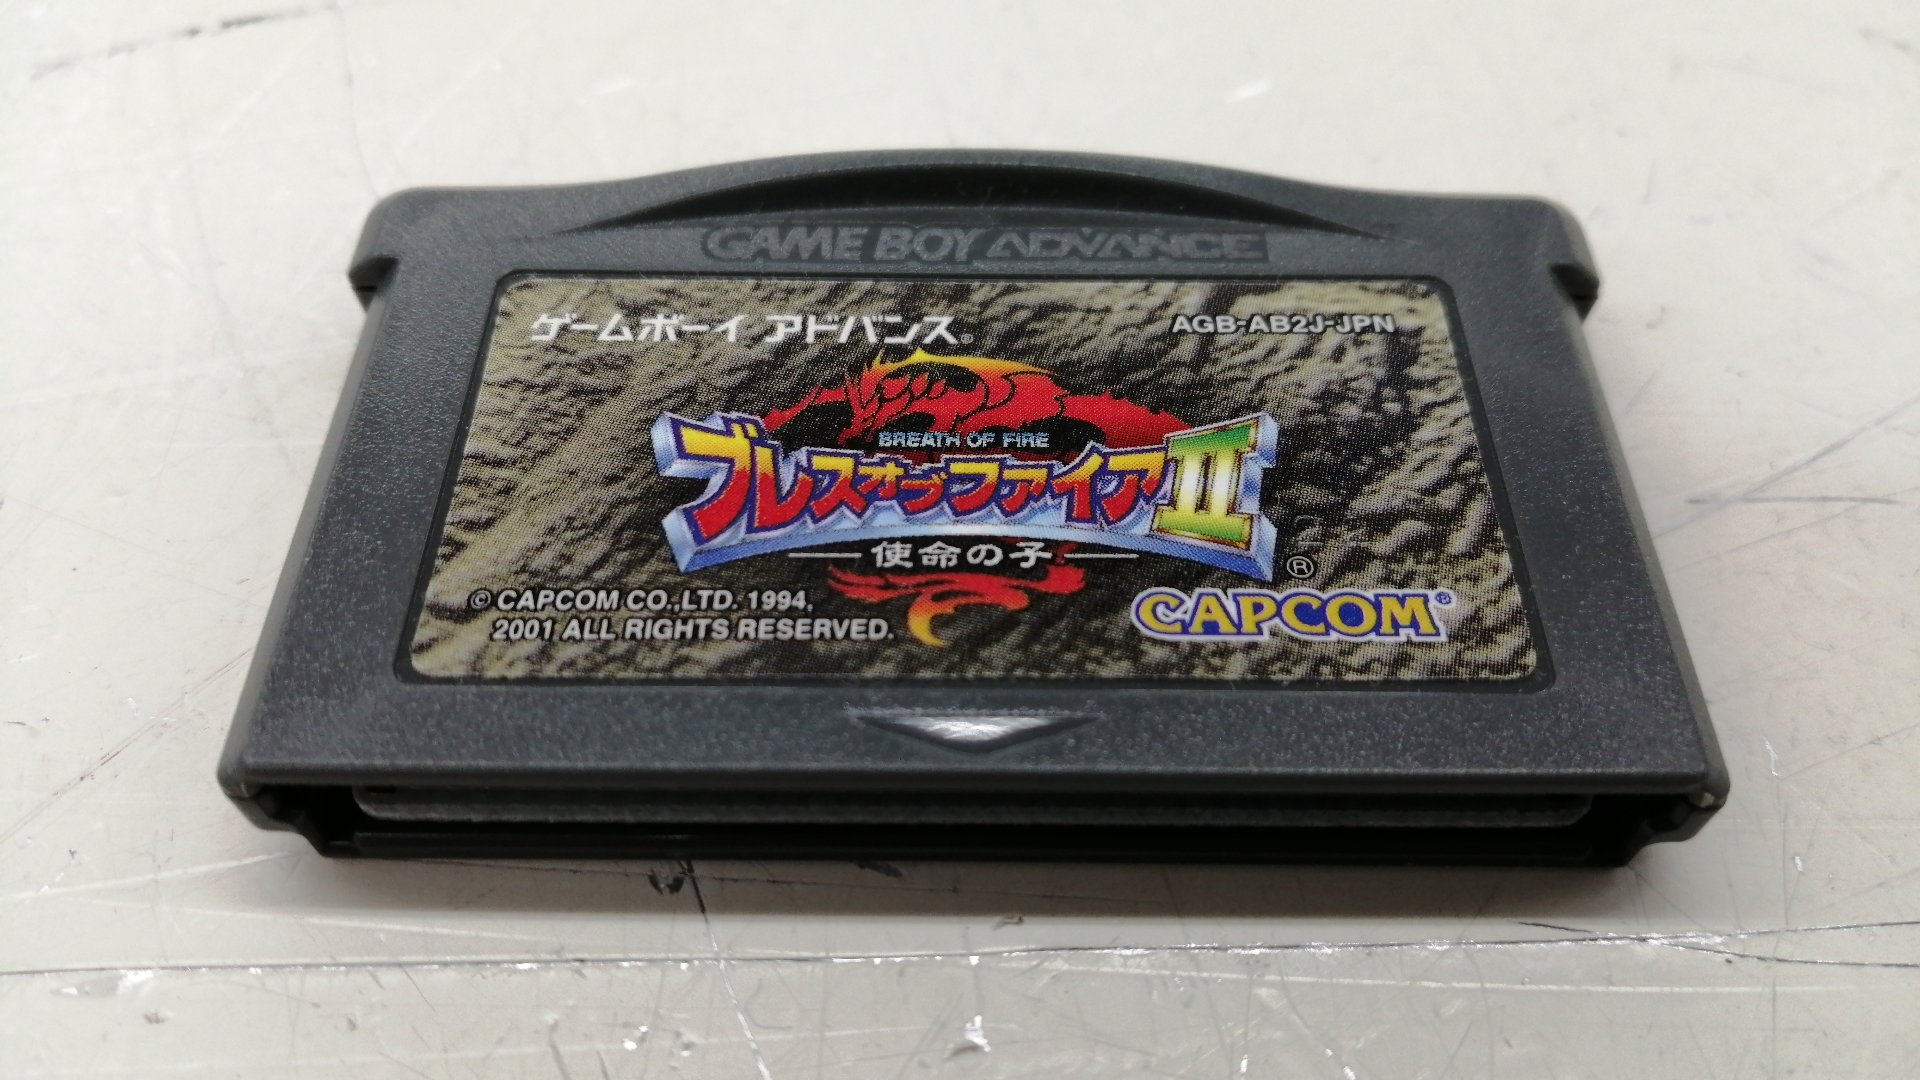 GAME BOY ADVANCE
ゲームボーイ アドバンス®
AGB-AB2J-JPN
BREATH OF FIRE
ブレスオブファイアII
使命の子
®
22
© CAPCOM CO.,LTD. 1994,
2001 ALL RIGHTS RESERVED.
CAPCOM®